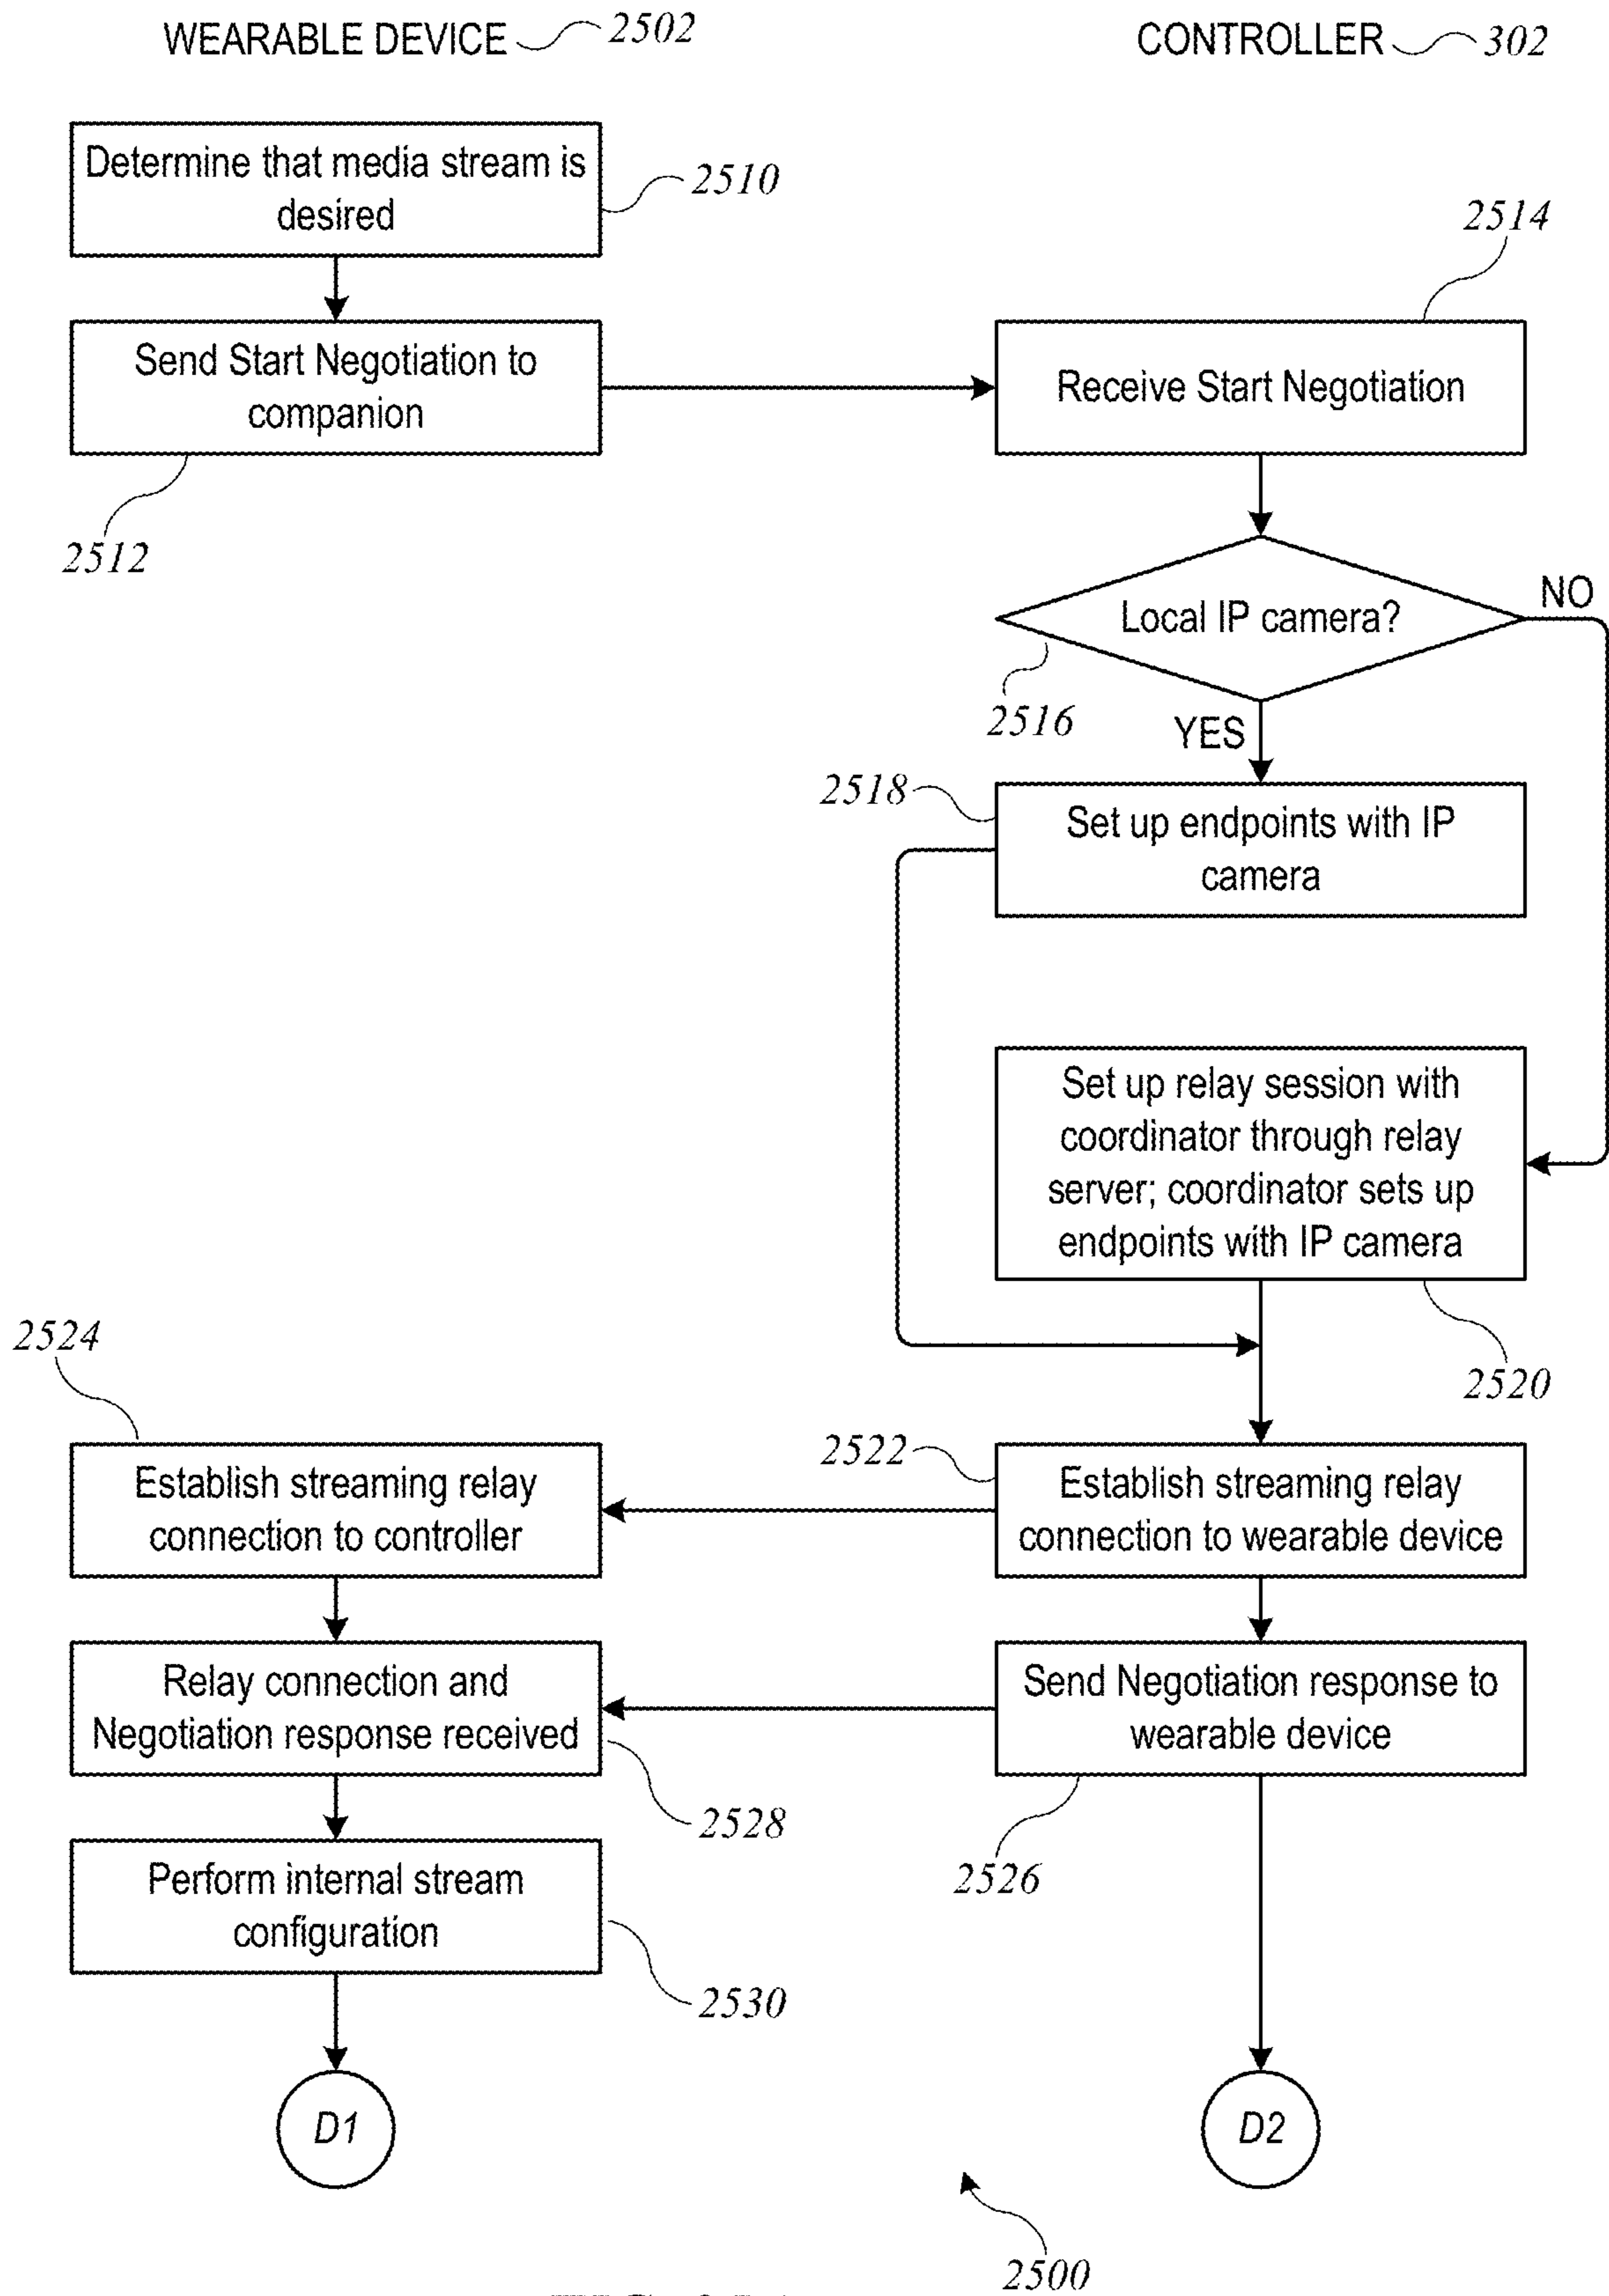 WEARABLE DEVICE 2502
CONTROLLER 302
Determine that media stream is
desired
2510
2514
Send Start Negotiation to
companion
2512
Receive Start Negotiation
Local IP camera?
NO
2516
YES
2518
Set up endpoints with IP
camera
Set up relay session with
coordinator through relay
server; coordinator sets up
endpoints with IP camera
2520
2524
2522
Establish streaming relay
connection to controller
Establish streaming relay
connection to wearable device
Relay connection and
Negotiation response received
2528
Send Negotiation response to
wearable device
2526
Perform internal stream
configuration
2530
D1
D2
2500